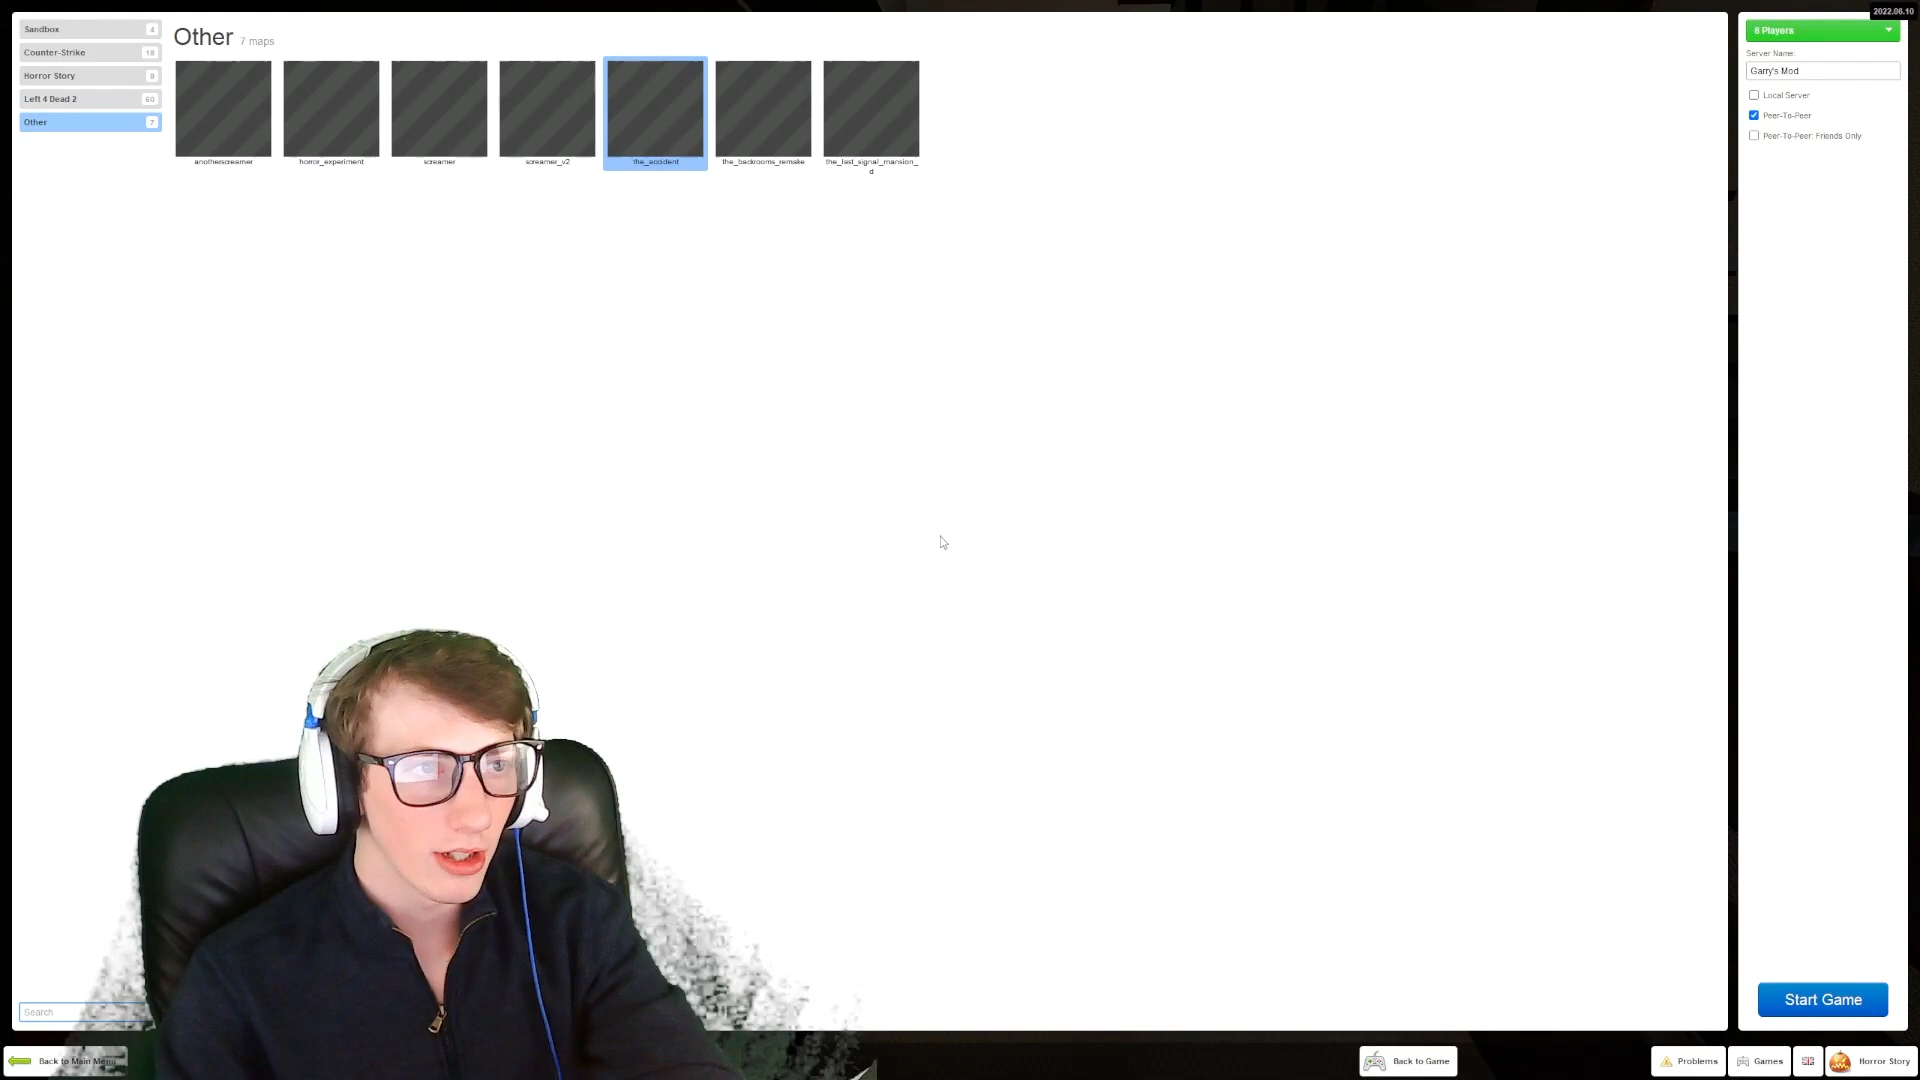 2022.06.10
Sandbox 4
Counter-Strike 18
Horror Story 8
Left 4 Dead 2 60
Other 7
Other 7 maps
anotherscreamer
horror_experiment
screamer
screamer_v2
the_accident
the_backrooms_remake
the_last_signal_mansion_
d
8 Players
Server Name:
Garry's Mod
Local Server
Peer-To-Peer
Peer-To-Peer: Friends Only
Start Game
Search
Back to Main Menu
Back to Game
Problems
Games
Horror Story